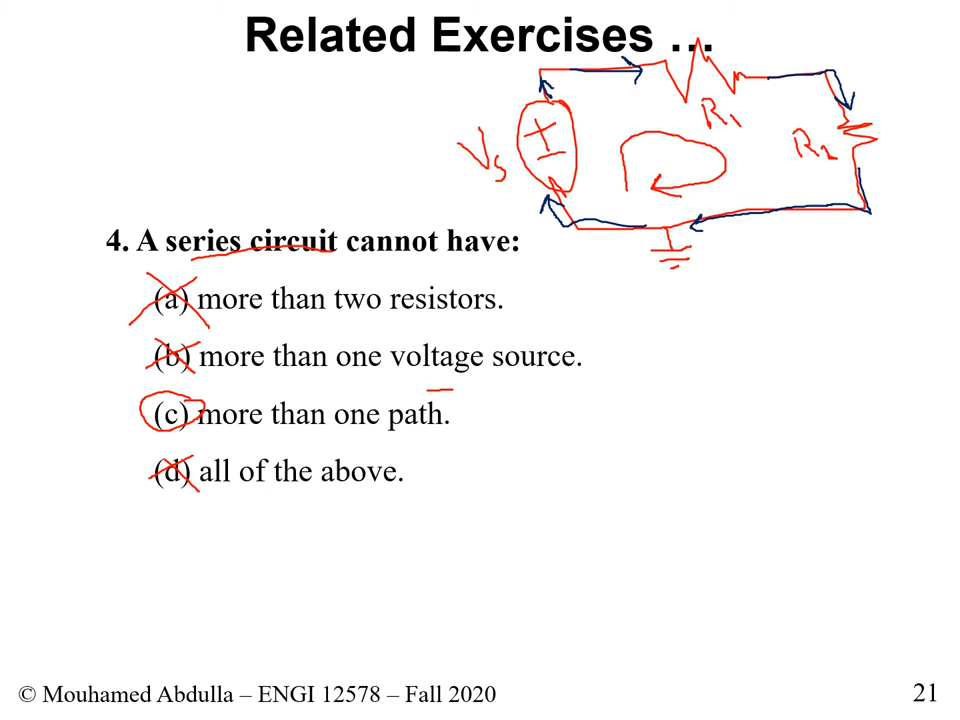 Related Exercises …
R1
R2
Vs
+
4. A series circuit cannot have:
(a) more than two resistors.
(b) more than one voltage source.
(c) more than one path.
(d) all of the above.
© Mouhamed Abdulla – ENGI 12578 – Fall 2020
21